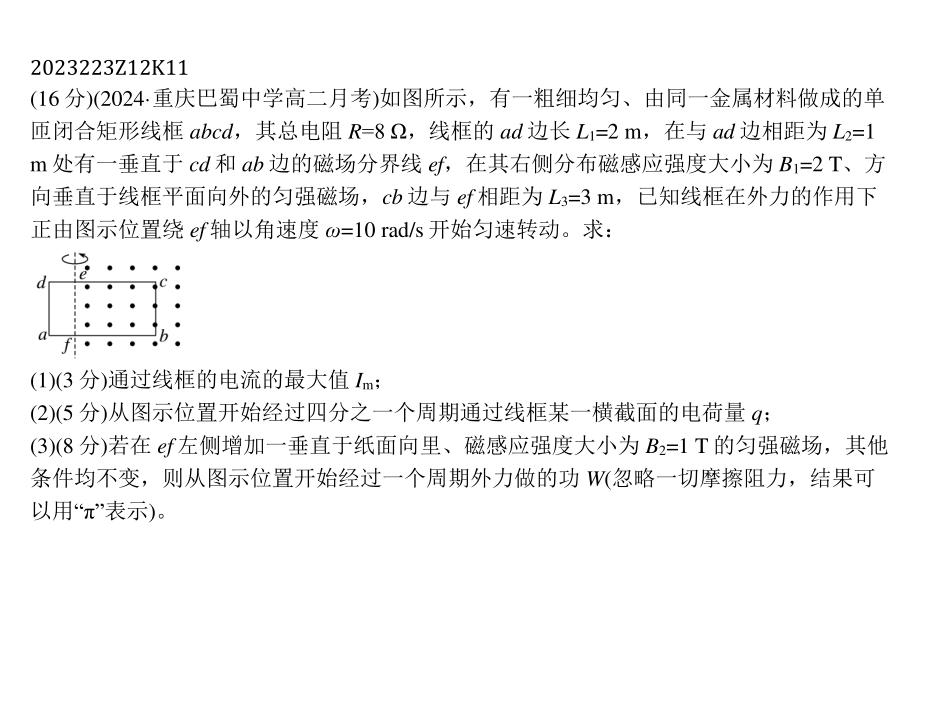 2023223Z12K11
(16 分)(2024·重庆巴蜀中学高二月考)如图所示，有一粗细均匀、由同一金属材料做成的单
匝闭合矩形线框 abcd，其总电阻 R=8 Ω，线框的 ad 边长 L₁=2 m，在与 ad 边相距为 L₂=1
m 处有一垂直于 cd 和 ab 边的磁场分界线 ef，在其右侧分布磁感应强度大小为 B₁=2 T、方
向垂直于线框平面向外的匀强磁场，cb 边与 ef 相距为 L₃=3 m，已知线框在外力的作用下
正由图示位置绕 ef 轴以角速度 ω=10 rad/s 开始匀速转动。求：
e
d
c
a
b
f
(1)(3 分)通过线框的电流的最大值 Iₘ；
(2)(5 分)从图示位置开始经过四分之一个周期通过线框某一横截面的电荷量 q；
(3)(8 分)若在 ef 左侧增加一垂直于纸面向里、磁感应强度大小为 B₂=1 T 的匀强磁场，其他
条件均不变，则从图示位置开始经过一个周期外力做的功 W(忽略一切摩擦阻力，结果可
以用“π”表示)。